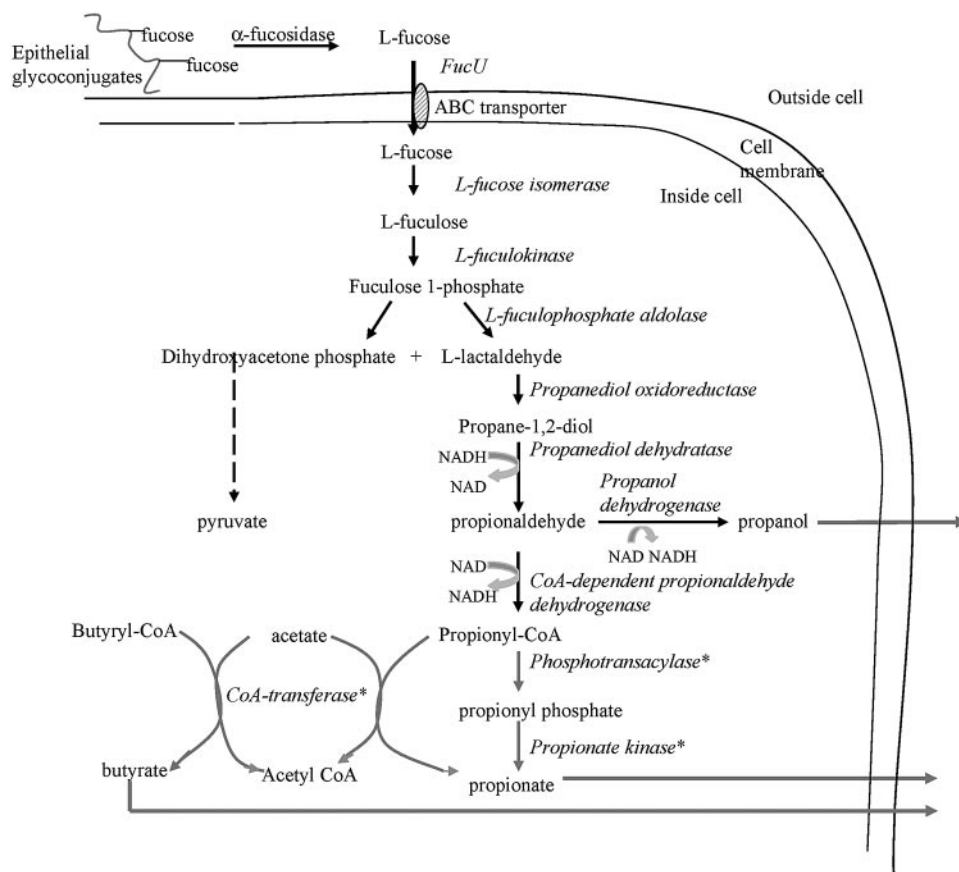 fucose
α-fucosidase
L-fucose
Epithelial
glycoconjugates
fucose
FucU
Outside cell
ABC transporter
Cell
membrane
L-fucose
L-fucose isomerase
Inside cell
L-fuculose
L-fuculokinase
Fuculose 1-phosphate
L-fuculophosphate aldolase
Dihydroxyacetone phosphate + L-lactaldehyde
Propanediol oxidoreductase
Propane-1,2-diol
Propanediol dehydratase
NADH
NAD
Propanol
dehydrogenase
pyruvate
propionaldehyde
propanol
NAD NADH
NAD
NADH
CoA-dependent propionaldehyde
dehydrogenase
Butyryl-CoA
acetate
Propionyl-CoA
Phosphotransacylase*
CoA-transferase*
propionyl phosphate
Propionate kinase*
butyrate
Acetyl CoA
propionate